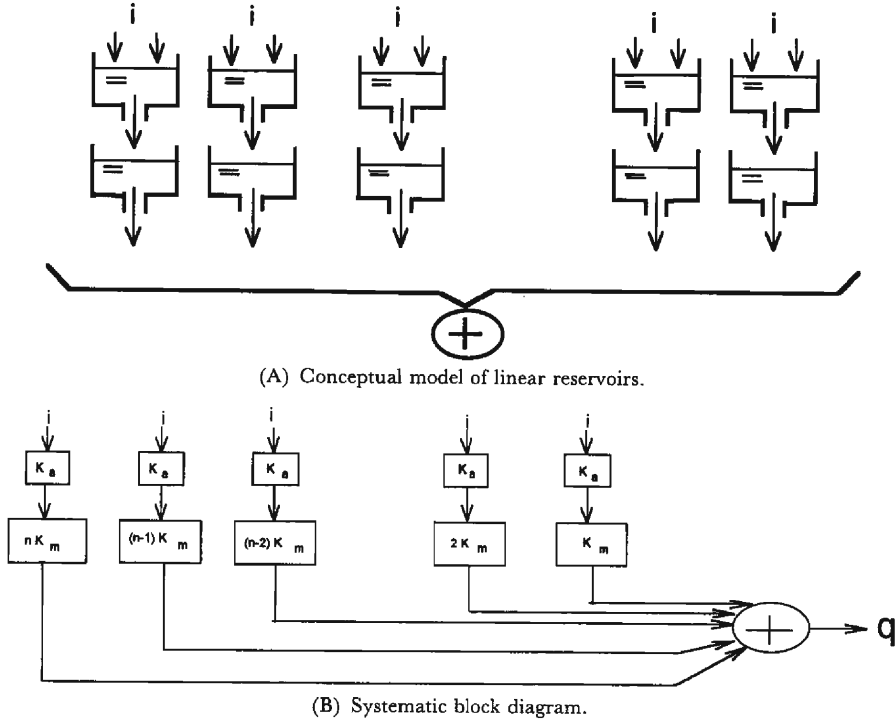 i i i i i
(A) Conceptual model of linear reservoirs.
i i i i i
K a K a K a K a K a
n K m (n-1) K m (n-2) K m 2 K m K m
q
(B) Systematic block diagram.